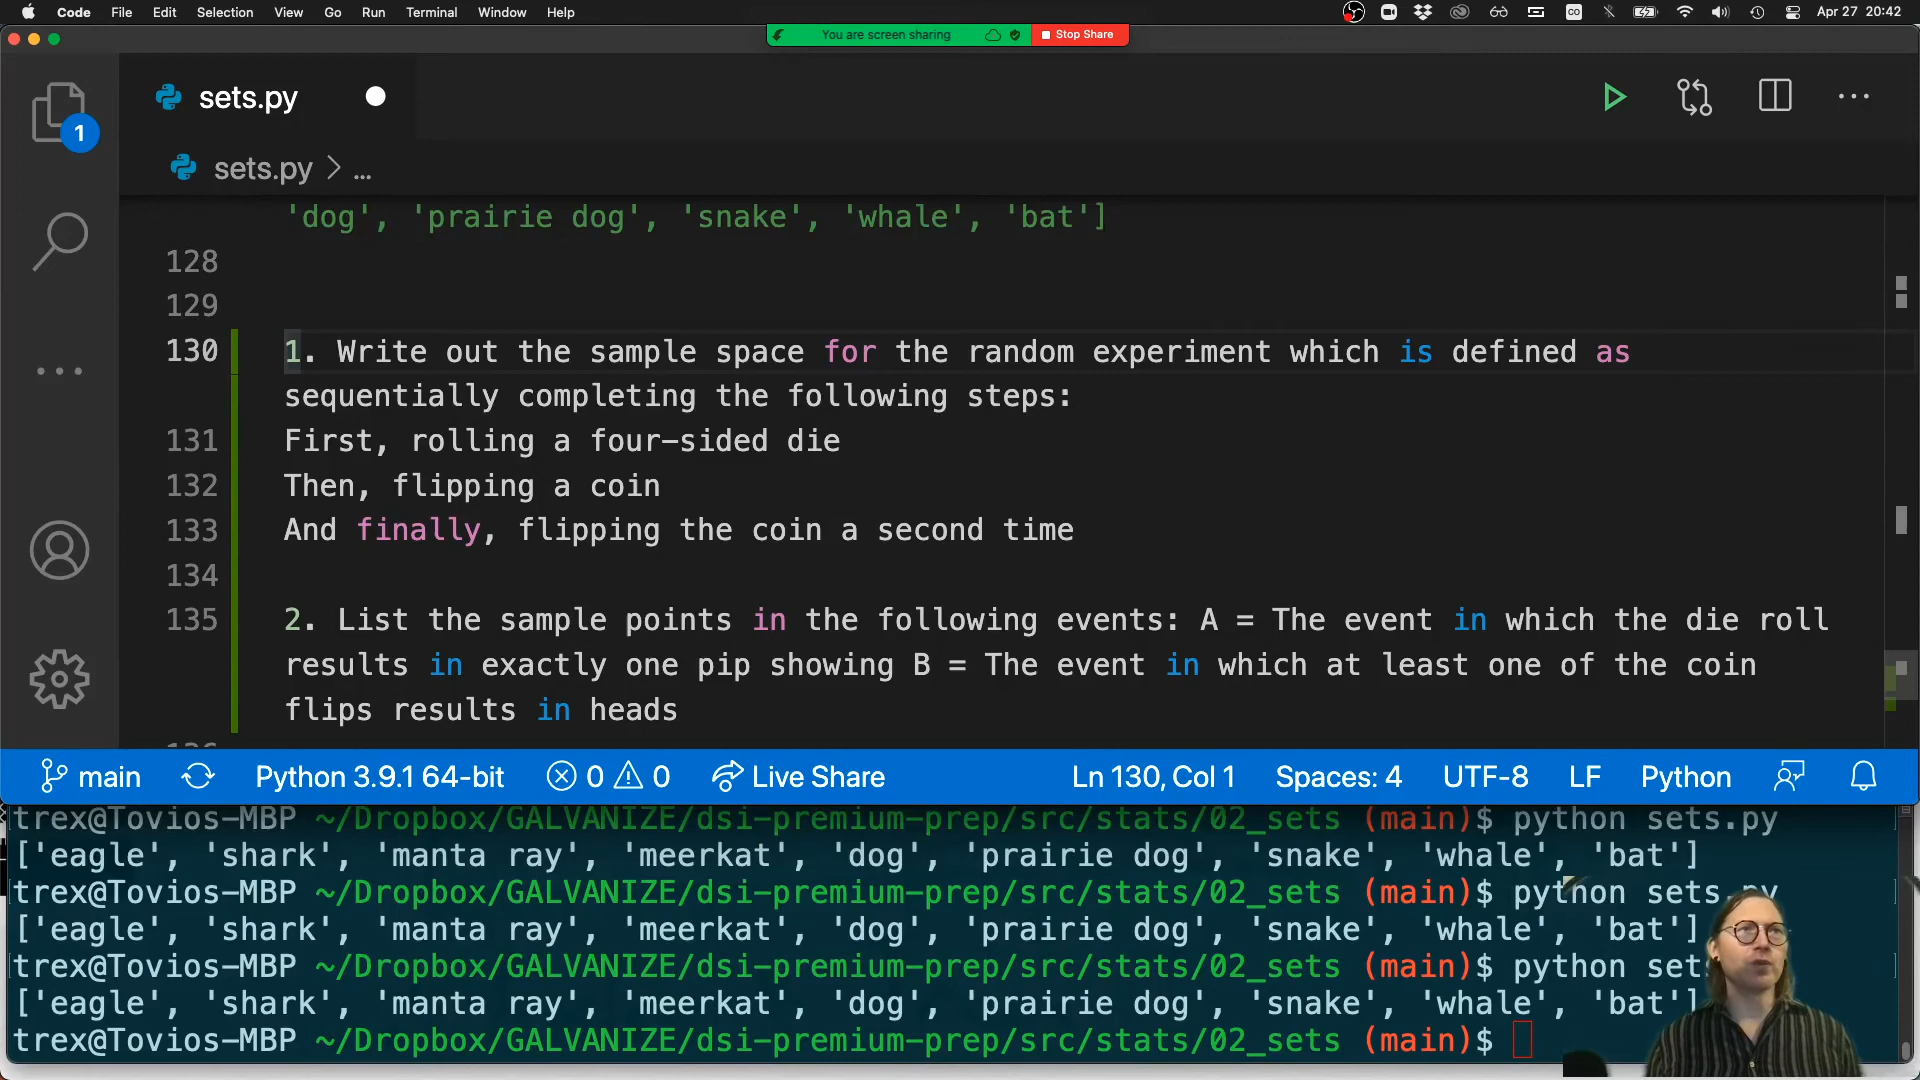 Code File Edit Selection View Go Run Terminal Window Help Apr 27 20:42
You are screen sharing Stop Share
sets.py
1
sets.py > ...
'dog', 'prairie dog', 'snake', 'whale', 'bat']
128
129
130 1. Write out the sample space for the random experiment which is defined as
sequentially completing the following steps:
131 First, rolling a four-sided die
132 Then, flipping a coin
133 And finally, flipping the coin a second time
134
135 2. List the sample points in the following events: A = The event in which the die roll
results in exactly one pip showing B = The event in which at least one of the coin
flips results in heads
main Python 3.9.1 64-bit 0 0 Live Share Ln 130, Col 1 Spaces: 4 UTF-8 LF Python
trex@Tovios-MBP ~/Dropbox/GALVANIZE/dsi-premium-prep/src/stats/02_sets (main)$ python sets.py
['eagle', 'shark', 'manta ray', 'meerkat', 'dog', 'prairie dog', 'snake', 'whale', 'bat']
trex@Tovios-MBP ~/Dropbox/GALVANIZE/dsi-premium-prep/src/stats/02_sets (main)$ python sets.py
['eagle', 'shark', 'manta ray', 'meerkat', 'dog', 'prairie dog', 'snake', 'whale', 'bat']
trex@Tovios-MBP ~/Dropbox/GALVANIZE/dsi-premium-prep/src/stats/02_sets (main)$ python set
['eagle', 'shark', 'manta ray', 'meerkat', 'dog', 'prairie dog', 'snake', 'whale', 'bat']
trex@Tovios-MBP ~/Dropbox/GALVANIZE/dsi-premium-prep/src/stats/02_sets (main)$